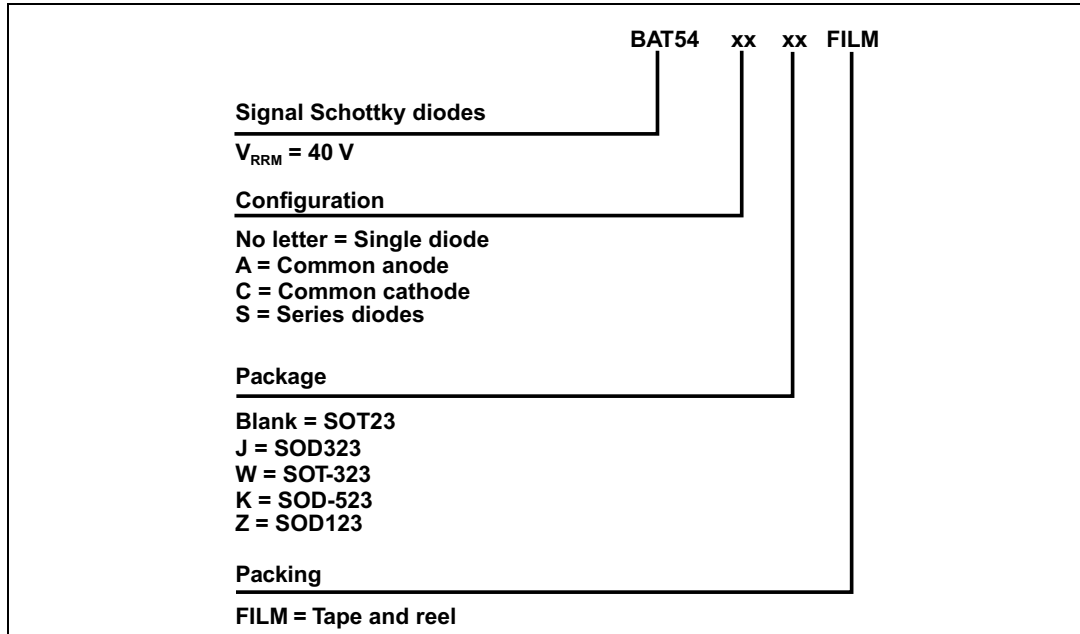 BAT54 xx xx FILM
Signal Schottky diodes
VRRM = 40 V
Configuration
No letter = Single diode
A = Common anode
C = Common cathode
S = Series diodes
Package
Blank = SOT23
J = SOD323
W = SOT-323
K = SOD-523
Z = SOD123
Packing
FILM = Tape and reel